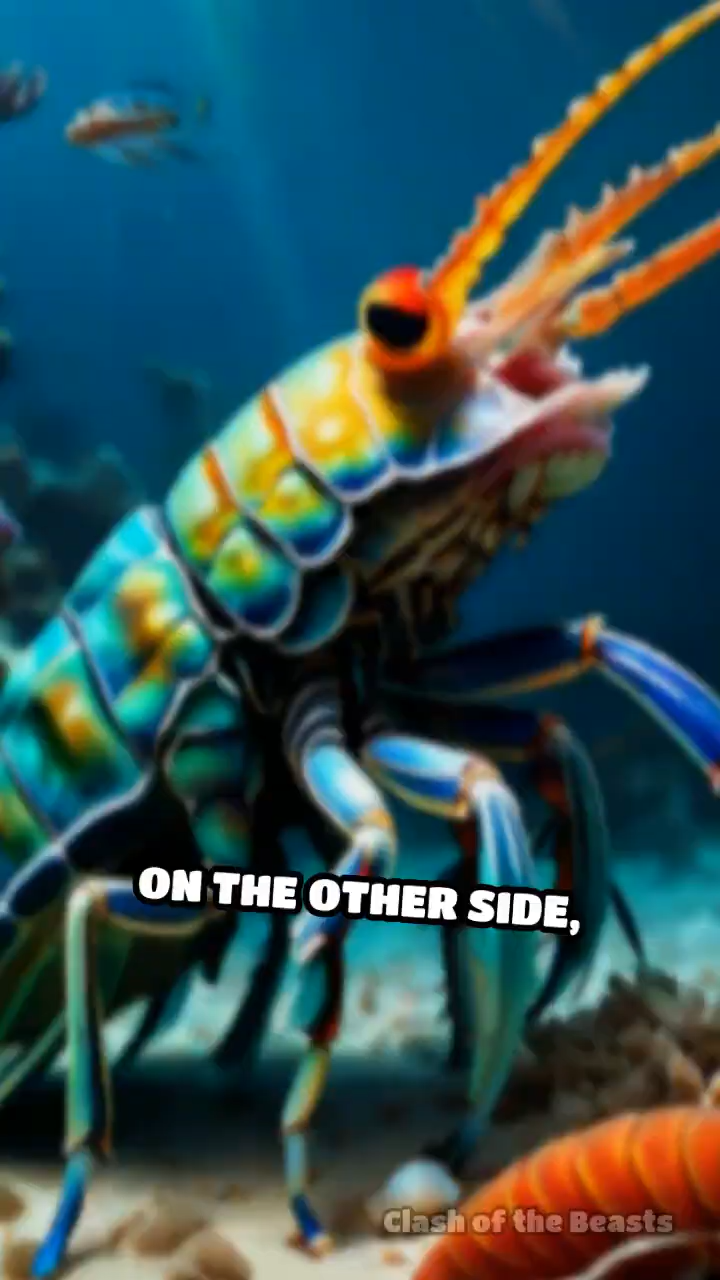 ON THE OTHER SIDE,
Clash of the Beasts